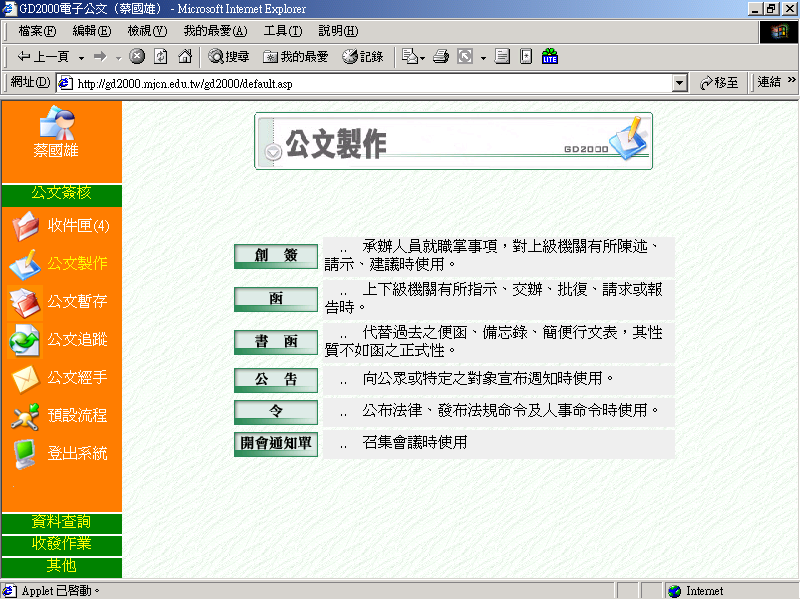 GD2000電子公文（蔡國雄） - Microsoft Internet Explorer
檔案(F) 編輯(E) 檢視(V) 我的最愛(A) 工具(T) 說明(H)
上一頁 搜尋 我的最愛 記錄 LITE
網址(D) http://gd2000.mjcn.edu.tw/gd2000/default.asp 移至 連結 »
蔡國雄
公文簽核
收件匣(4)
公文製作
公文暫存
公文追蹤
公文經手
預設流程
登出系統
資料查詢
收發作業
其他
公文製作 GD2000
創 簽 .. 承辦人員就職掌事項，對上級機關有所陳述、
請示、建議時使用。
函 .. 上下級機關有所指示、交辦、批復、請求或報
告時。
書 函 .. 代替過去之便函、備忘錄、簡便行文表，其性
質不如函之正式性。
公 告 .. 向公眾或特定之對象宣布週知時使用。
令 .. 公布法律、發布法規命令及人事命令時使用。
開會通知單 .. 召集會議時使用
Applet 已啓動。 Internet